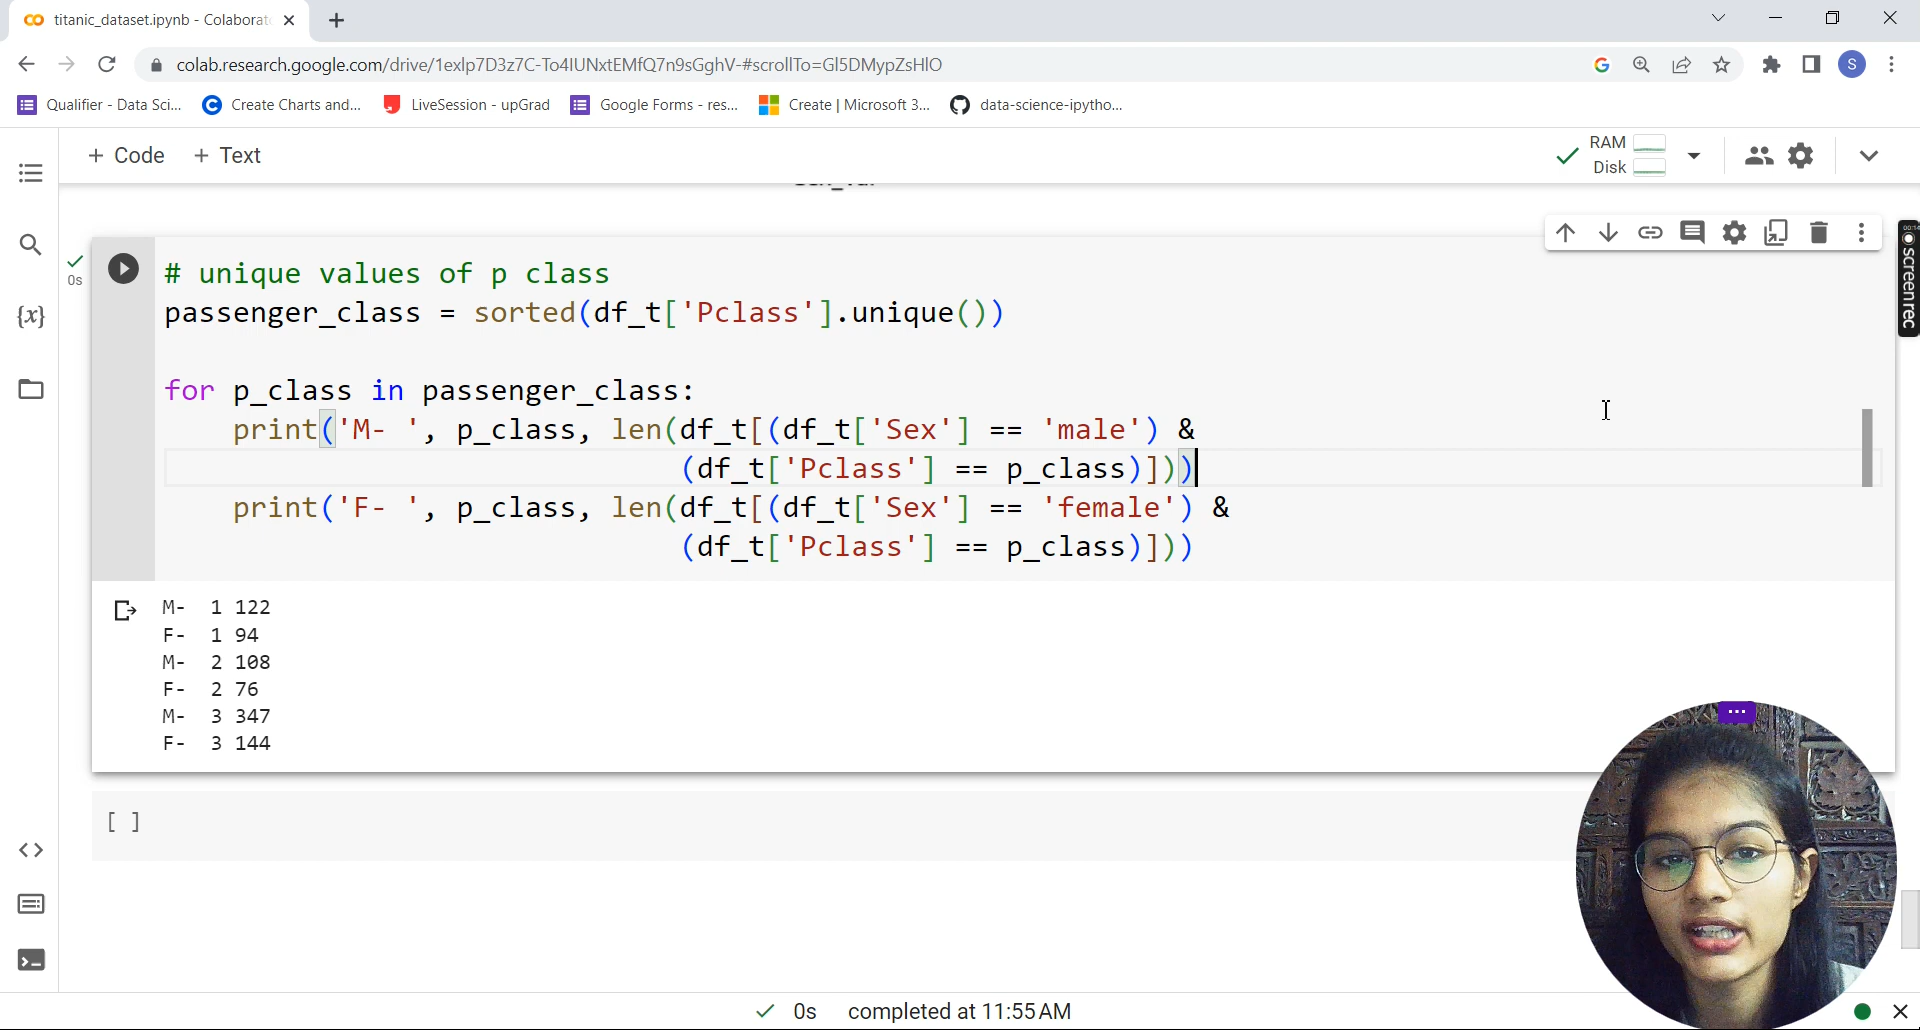 titanic_dataset.ipynb - Colaborat
colab.research.google.com/drive/1exlp7D3z7C-To4IUNxtEMfQ7n9sGghV-#scrollTo=Gl5DMypZsHlO
S
Qualifier - Data Sci...
Create Charts and...
LiveSession - upGrad
Google Forms - res...
Create | Microsoft 3...
data-science-ipytho...
+ Code + Text
RAM
Disk
# unique values of p class
passenger_class = sorted(df_t['Pclass'].unique())
for p_class in passenger_class:
print('M- ', p_class, len(df_t[(df_t['Sex'] == 'male') &
(df_t['Pclass'] == p_class)]))
print('F- ', p_class, len(df_t[(df_t['Sex'] == 'female') &
(df_t['Pclass'] == p_class)]))
0s
screenrec
M- 1 122
F- 1 94
M- 2 108
F- 2 76
M- 3 347
F- 3 144
[ ]
0s completed at 11:55 AM